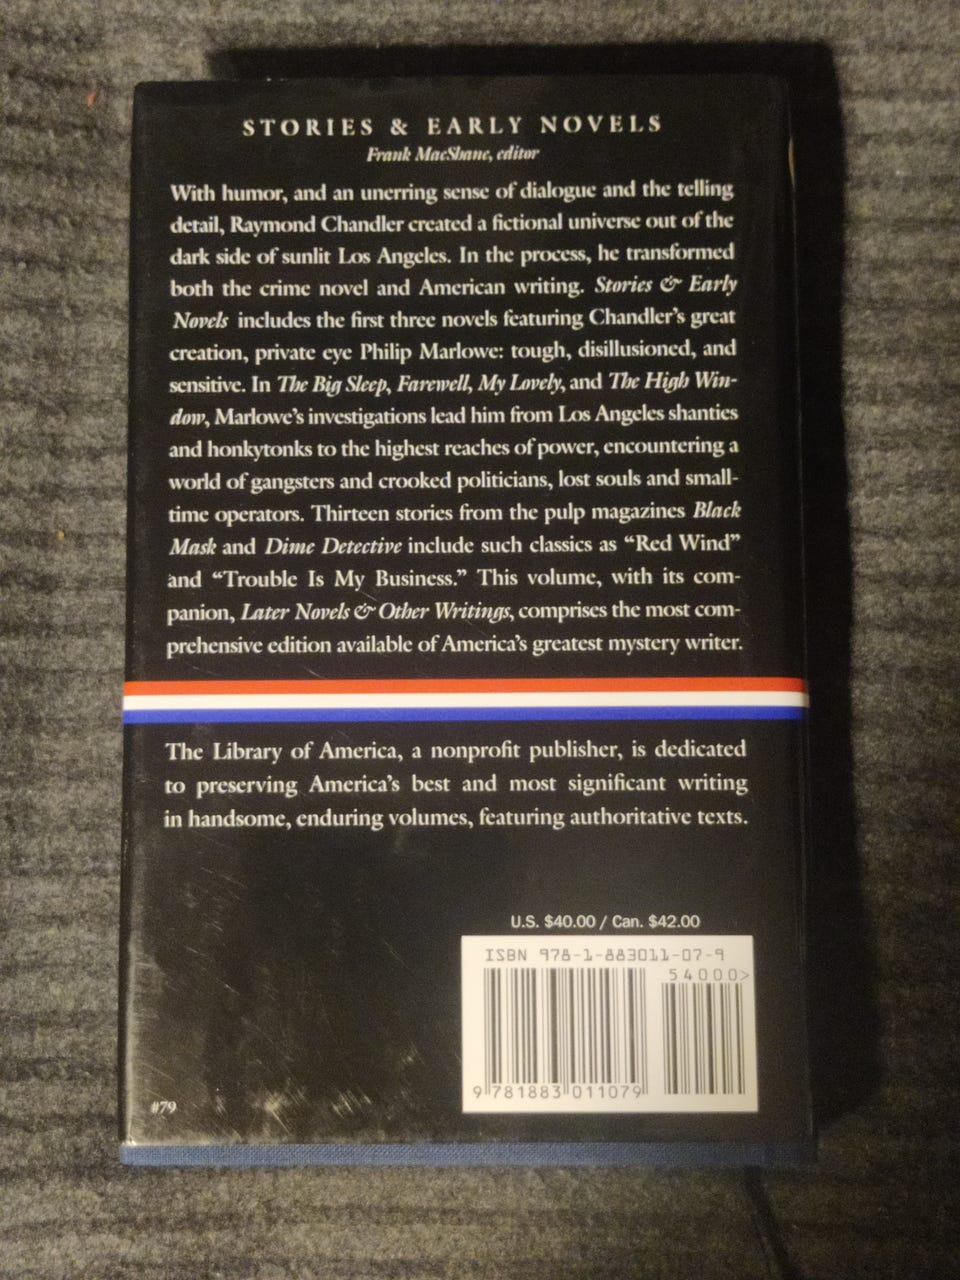 STORIES & EARLY NOVELS
Frank MacShane, editor
With humor, and an unerring sense of dialogue and the telling
detail, Raymond Chandler created a fictional universe out of the
dark side of sunlit Los Angeles. In the process, he transformed
both the crime novel and American writing. Stories & Early
Novels includes the first three novels featuring Chandler's great
creation, private eye Philip Marlowe: tough, disillusioned, and
sensitive. In The Big Sleep, Farewell, My Lovely, and The High Win-
dow, Marlowe's investigations lead him from Los Angeles shanties
and honkytonks to the highest reaches of power, encountering a
world of gangsters and crooked politicians, lost souls and small-
time operators. Thirteen stories from the pulp magazines Black
Mask and Dime Detective include such classics as "Red Wind"
and "Trouble Is My Business." This volume, with its com-
panion, Later Novels & Other Writings, comprises the most com-
prehensive edition available of America's greatest mystery writer.
The Library of America, a nonprofit publisher, is dedicated
to preserving America's best and most significant writing
in handsome, enduring volumes, featuring authoritative texts.
U.S. $40.00 / Can. $42.00
ISBN 978-1-883011-07-9
54000>
9 781883 011079
#79